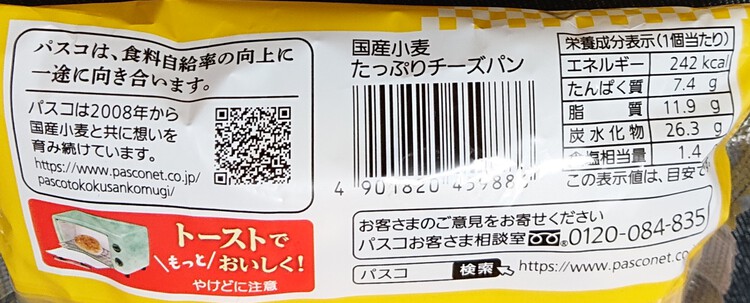 パスコは、食料自給率の向上に
一途に向き合います。
パスコは2008年から
国産小麦と共に想いを
育み続けています。
https://www.pasconet.co.jp/
pascotokokusankomugi/
トーストで
もっとおいしく!
やけどに注意
国産小麦
たっぷりチーズパン
4 901820 459886
栄養成分表示(1個当たり)
エネルギー 242 kcal
たんぱく質 7.4 g
脂質 11.9 g
炭水化物 26.3 g
食塩相当量 1.4
この表示値は、目安で
お客さまのご意見をお寄せください
パスコお客さま相談室 0120-084-835
パスコ 検索 https://www.pasconet.co